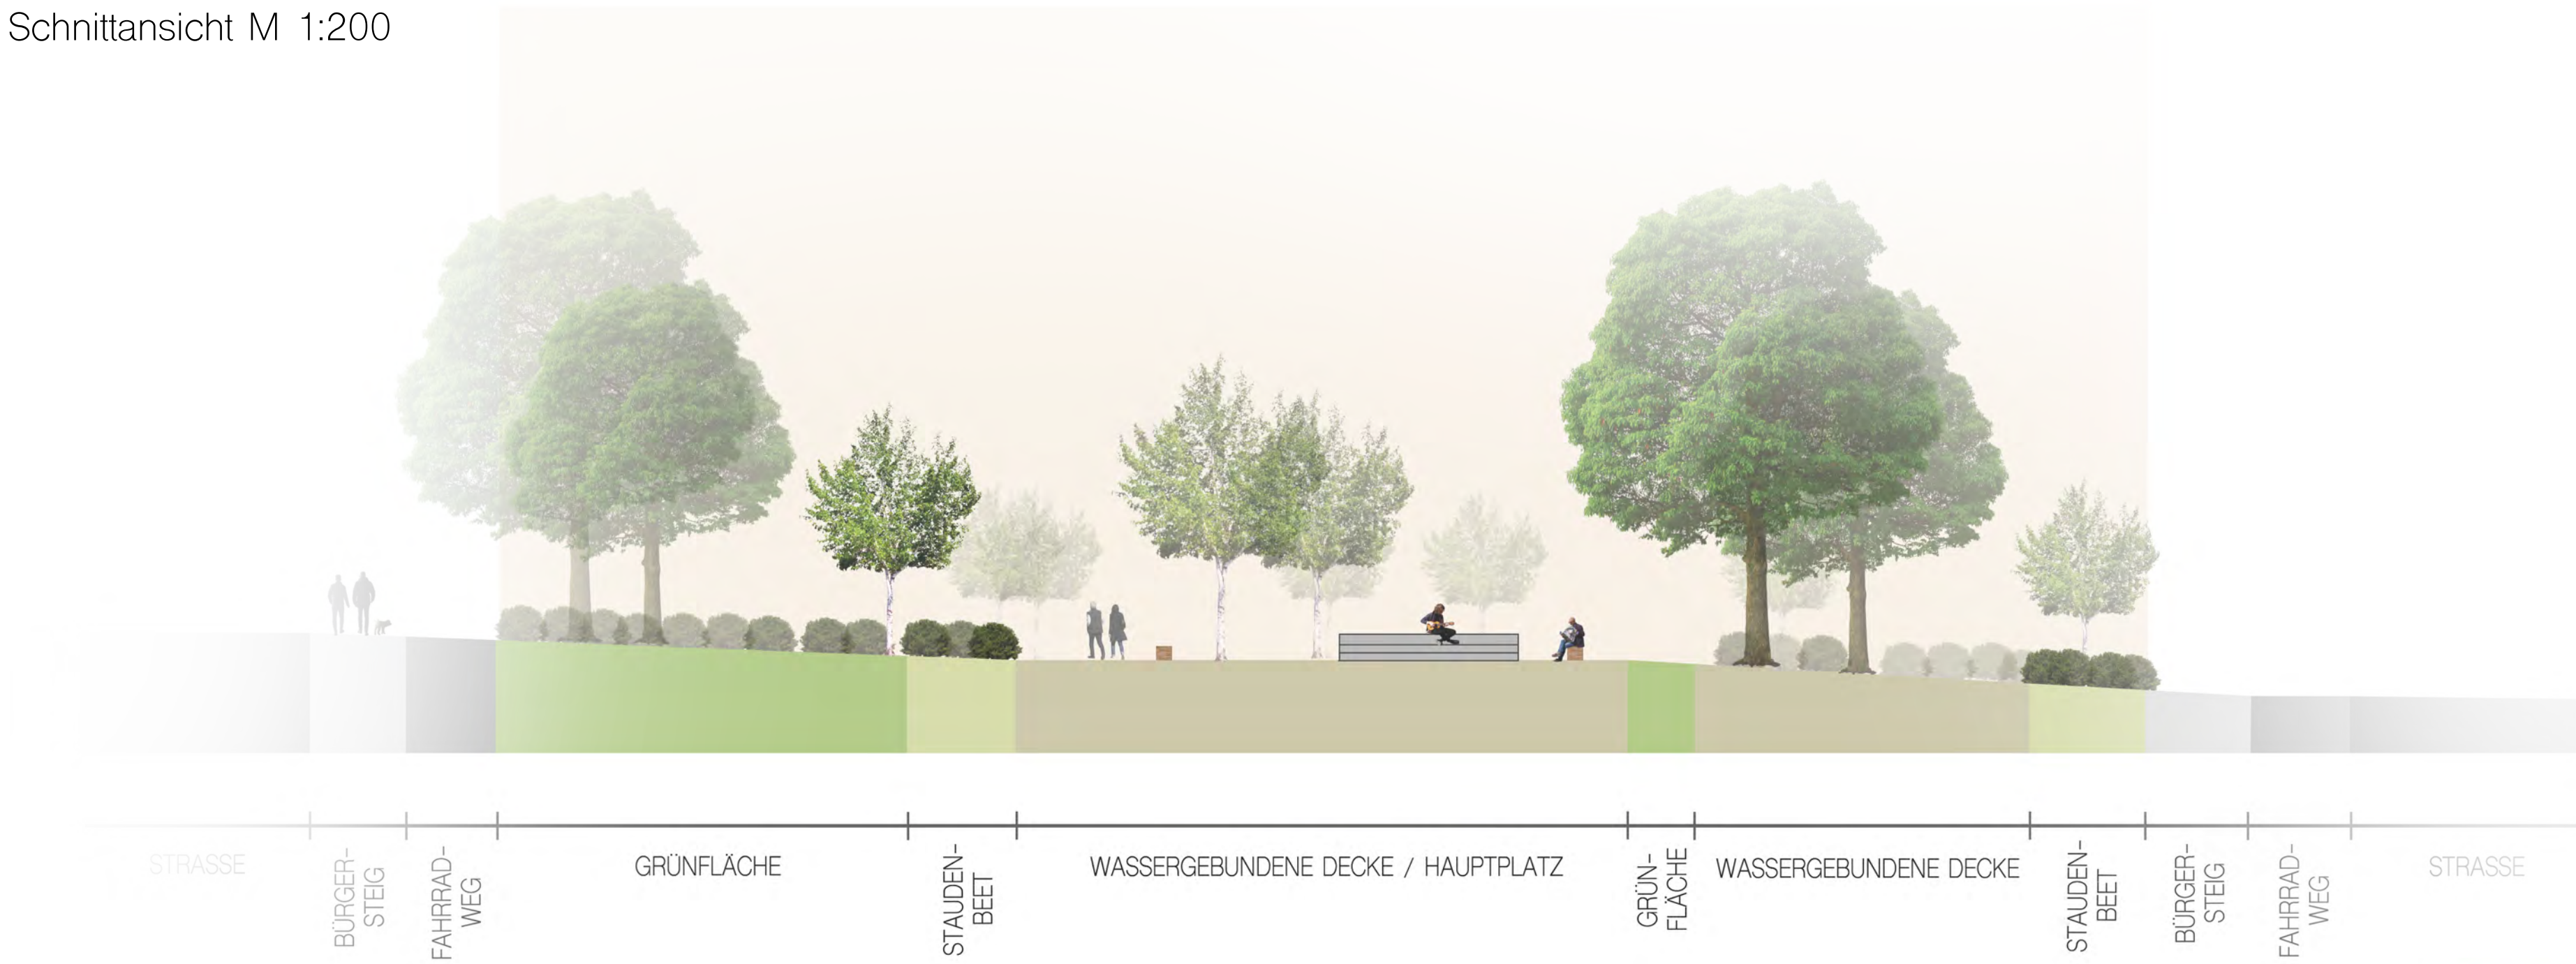 Schnittansicht M 1:200
STRASSE
BÜRGER-
STEIG
FAHRRAD-
WEG
GRÜNFLÄCHE
STAUDEN-
BEET
WASSERGEBUNDENE DECKE / HAUPTPLATZ
GRÜN-
FLÄCHE
WASSERGEBUNDENE DECKE
STAUDEN-
BEET
BÜRGER-
STEIG
FAHRRAD-
WEG
STRASSE